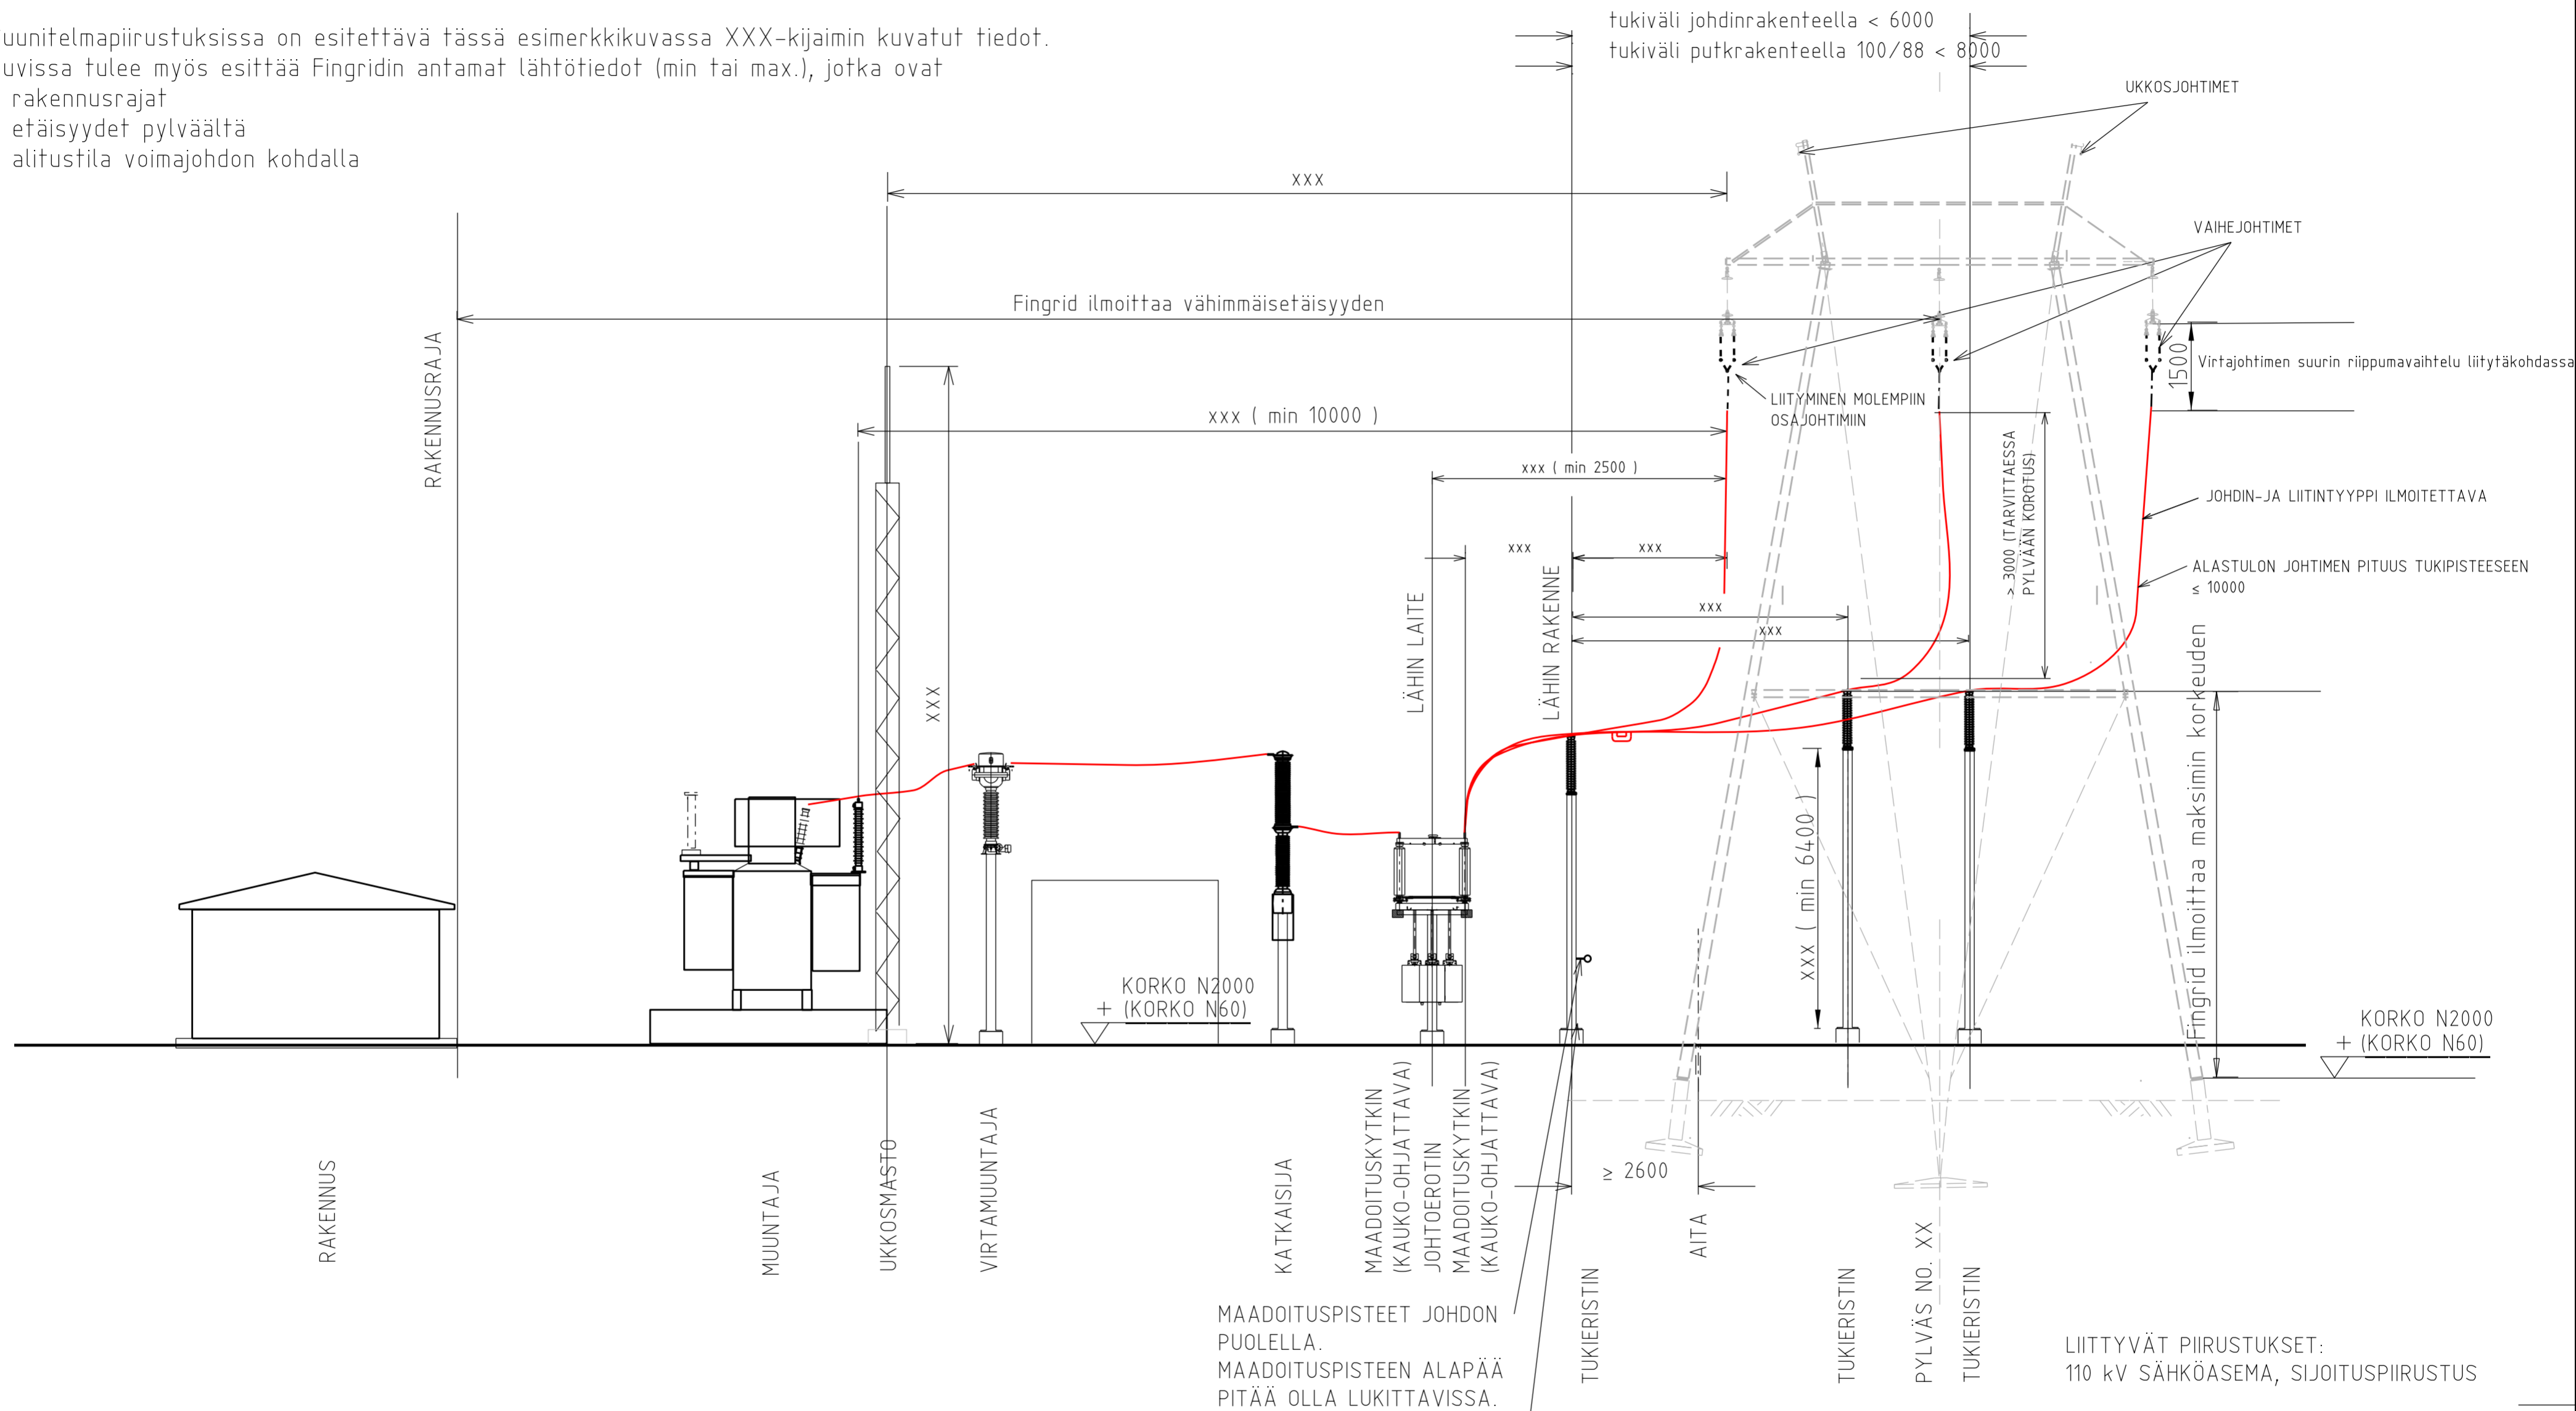 uunitelmapiirustuksissa on esitettävä tässä esimerkkikuvassa XXX-kijaimin kuvatut tiedot.
uvissa tulee myös esittää Fingridin antamat lähtötiedot (min tai max.), jotka ovat
rakennusrajat
etäisyydet pylväältä
alitustila voimajohdon kohdalla
tukiväli johdinrakenteella < 6000
tukiväli putkrakenteella 100/88 < 8000
UKKOSJOHTIMET
XXX
VAIHEJOHTIMET
Fingrid ilmoittaa vähimmäisetäisyyden
RAKENNUSRAJA
1500
Virtajohtimen suurin riippumavaihtelu liitytäkohdassa
LIITYMINEN MOLEMPIIN
OSAJOHTIMIIN
xxx ( min 10000 )
xxx ( min 2500 )
> 3000 (TARVITTAESSA
PYLVÄÄN KOROTUS)
JOHDIN-JA LIITINTYYPPI ILMOITETTAVA
xxx
xxx
ALASTULON JOHTIMEN PITUUS TUKIPISTEESEEN
≤ 10000
LÄHIN LAITE
LÄHIN RAKENNE
xxx
xxx
XXX
Fingrid ilmoittaa maksimin korkeuden
XXX ( min 6400 )
KORKO N2000
+ (KORKO N60)
KORKO N2000
+ (KORKO N60)
≥ 2600
RAKENNUS
MUUNTAJA
UKKOSMASTO
VIRTAMUUNTAJA
KATKAISIJA
MAADOITUSKYTKIN
(KAUKO-OHJATTAVA)
JOHTOEROTIN
MAADOITUSKYTKIN
(KAUKO-OHJATTAVA)
TUKIERISTIN
AITA
TUKIERISTIN
PYLVÄS NO. XX
TUKIERISTIN
MAADOITUSPISTEET JOHDON
PUOLELLA.
MAADOITUSPISTEEN ALAPÄÄ
PITÄÄ OLLA LUKITTAVISSA.
LIITTYVÄT PIIRUSTUKSET:
110 kV SÄHKÖASEMA, SIJOITUSPIIRUSTUS